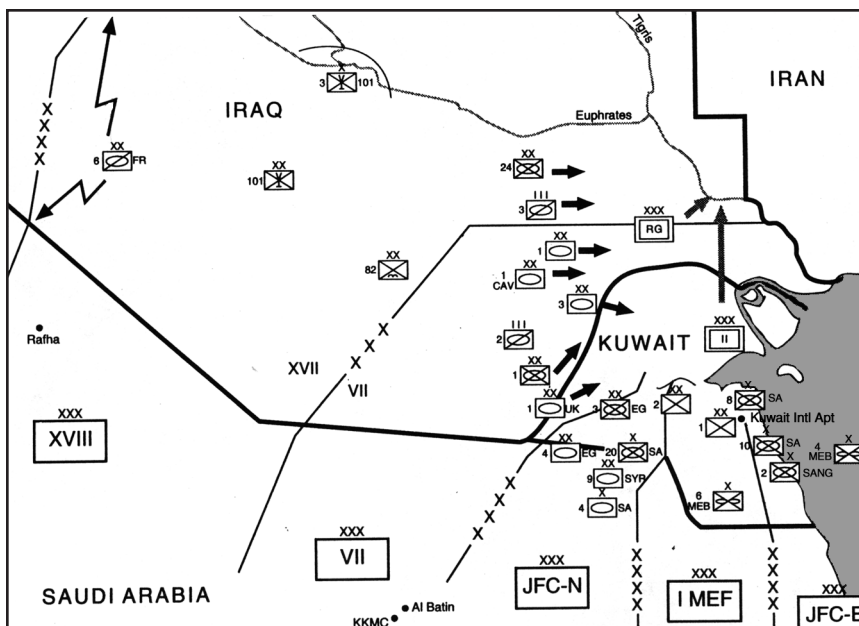 Tigris
IRAN
X
3 101
IRAQ
Euphrates
XX
6 FR
X
X
X
X
XX
101
XX
24
III
3
XXX
RG
XX
1
XX
82
XX
1
CAV
XX
3
Rafha
X
X
X
III
2
KUWAIT
XXX
II
XVII
VII
XX
1
XX
1 UK
XX
3 EG
X
2
X
8 SA
Kuwait Intl Apt
1
XXX
XVIII
XX
4 EG
X
20 SA
X
10 SA
4
MEB
X
X
2 SANG
XX
9 SYR
X
4 SA
X
6
MEB
X
X
X
X
XXX
VII
X
X
X
X
X
X
X
X
XXX
JFC-N
XXX
I MEF
XXX
JFC-E
SAUDI ARABIA
Al Batin
KKMC